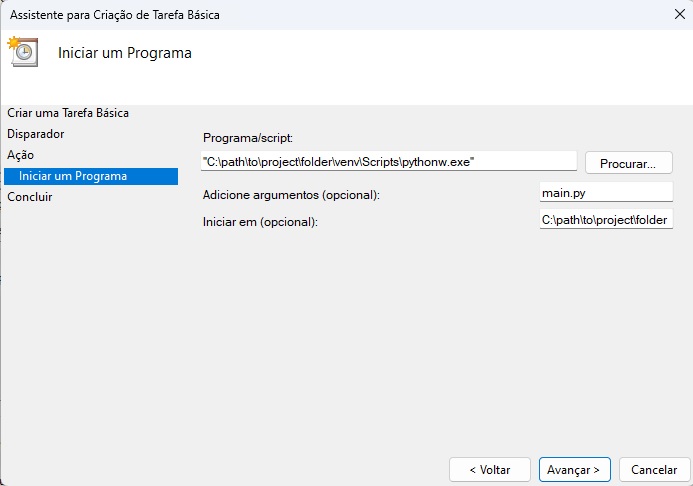 Assistente para Criação de Tarefa Básica
Iniciar um Programa
Criar uma Tarefa Básica
Disparador
Ação
Iniciar um Programa
Concluir
Programa/script:
"C:\path\to\project\folder\venv\Scripts\pythonw.exe"
Procurar...
Adicione argumentos (opcional):
main.py
Iniciar em (opcional):
C:\path\to\project\folder
< Voltar
Avançar >
Cancelar